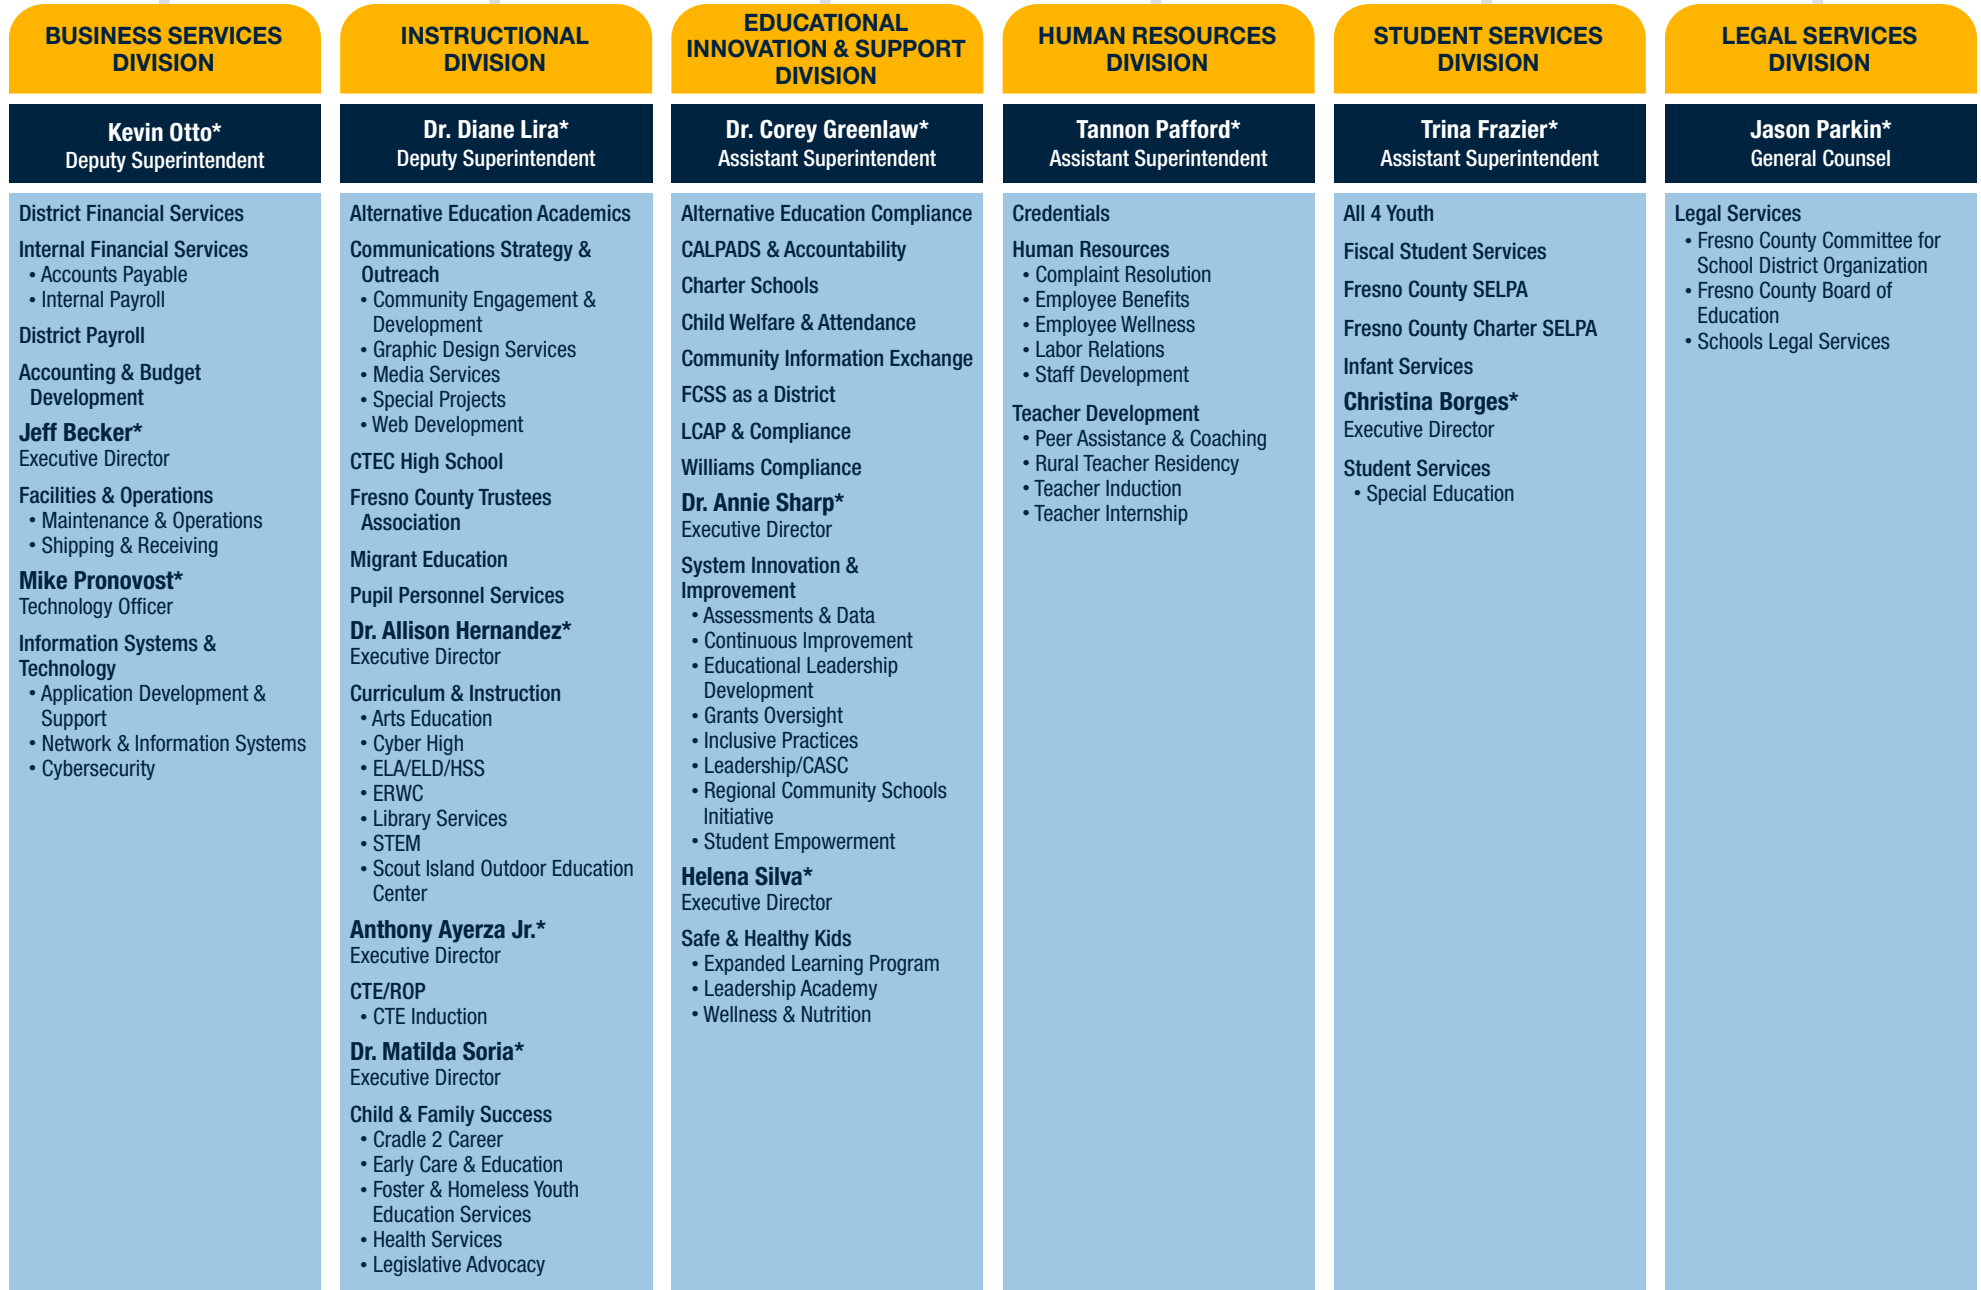 BUSINESS SERVICES
DIVISION
Kevin Otto*
Deputy Superintendent
District Financial Services
Internal Financial Services
• Accounts Payable
• Internal Payroll
District Payroll
Accounting & Budget
Development
Jeff Becker*
Executive Director
Facilities & Operations
• Maintenance & Operations
• Shipping & Receiving
Mike Pronovost*
Technology Officer
Information Systems &
Technology
• Application Development &
Support
• Network & Information Systems
• Cybersecurity
INSTRUCTIONAL
DIVISION
Dr. Diane Lira*
Deputy Superintendent
Alternative Education Academics
Communications Strategy &
Outreach
• Community Engagement &
Development
• Graphic Design Services
• Media Services
• Special Projects
• Web Development
CTEC High School
Fresno County Trustees
Association
Migrant Education
Pupil Personnel Services
Dr. Allison Hernandez*
Executive Director
Curriculum & Instruction
• Arts Education
• Cyber High
• ELA/ELD/HSS
• ERWC
• Library Services
• STEM
• Scout Island Outdoor Education
Center
Anthony Ayerza Jr.*
Executive Director
CTE/ROP
• CTE Induction
Dr. Matilda Soria*
Executive Director
Child & Family Success
• Cradle 2 Career
• Early Care & Education
• Foster & Homeless Youth
Education Services
• Health Services
• Legislative Advocacy
EDUCATIONAL
INNOVATION & SUPPORT
DIVISION
Dr. Corey Greenlaw*
Assistant Superintendent
Alternative Education Compliance
CALPADS & Accountability
Charter Schools
Child Welfare & Attendance
Community Information Exchange
FCSS as a District
LCAP & Compliance
Williams Compliance
Dr. Annie Sharp*
Executive Director
System Innovation &
Improvement
• Assessments & Data
• Continuous Improvement
• Educational Leadership
Development
• Grants Oversight
• Inclusive Practices
• Leadership/CASC
• Regional Community Schools
Initiative
• Student Empowerment
Helena Silva*
Executive Director
Safe & Healthy Kids
• Expanded Learning Program
• Leadership Academy
• Wellness & Nutrition
HUMAN RESOURCES
DIVISION
Tannon Pafford*
Assistant Superintendent
Credentials
Human Resources
• Complaint Resolution
• Employee Benefits
• Employee Wellness
• Labor Relations
• Staff Development
Teacher Development
• Peer Assistance & Coaching
• Rural Teacher Residency
• Teacher Induction
• Teacher Internship
STUDENT SERVICES
DIVISION
Trina Frazier*
Assistant Superintendent
All 4 Youth
Fiscal Student Services
Fresno County SELPA
Fresno County Charter SELPA
Infant Services
Christina Borges*
Executive Director
Student Services
• Special Education
LEGAL SERVICES
DIVISION
Jason Parkin*
General Counsel
Legal Services
• Fresno County Committee for
School District Organization
• Fresno County Board of
Education
• Schools Legal Services